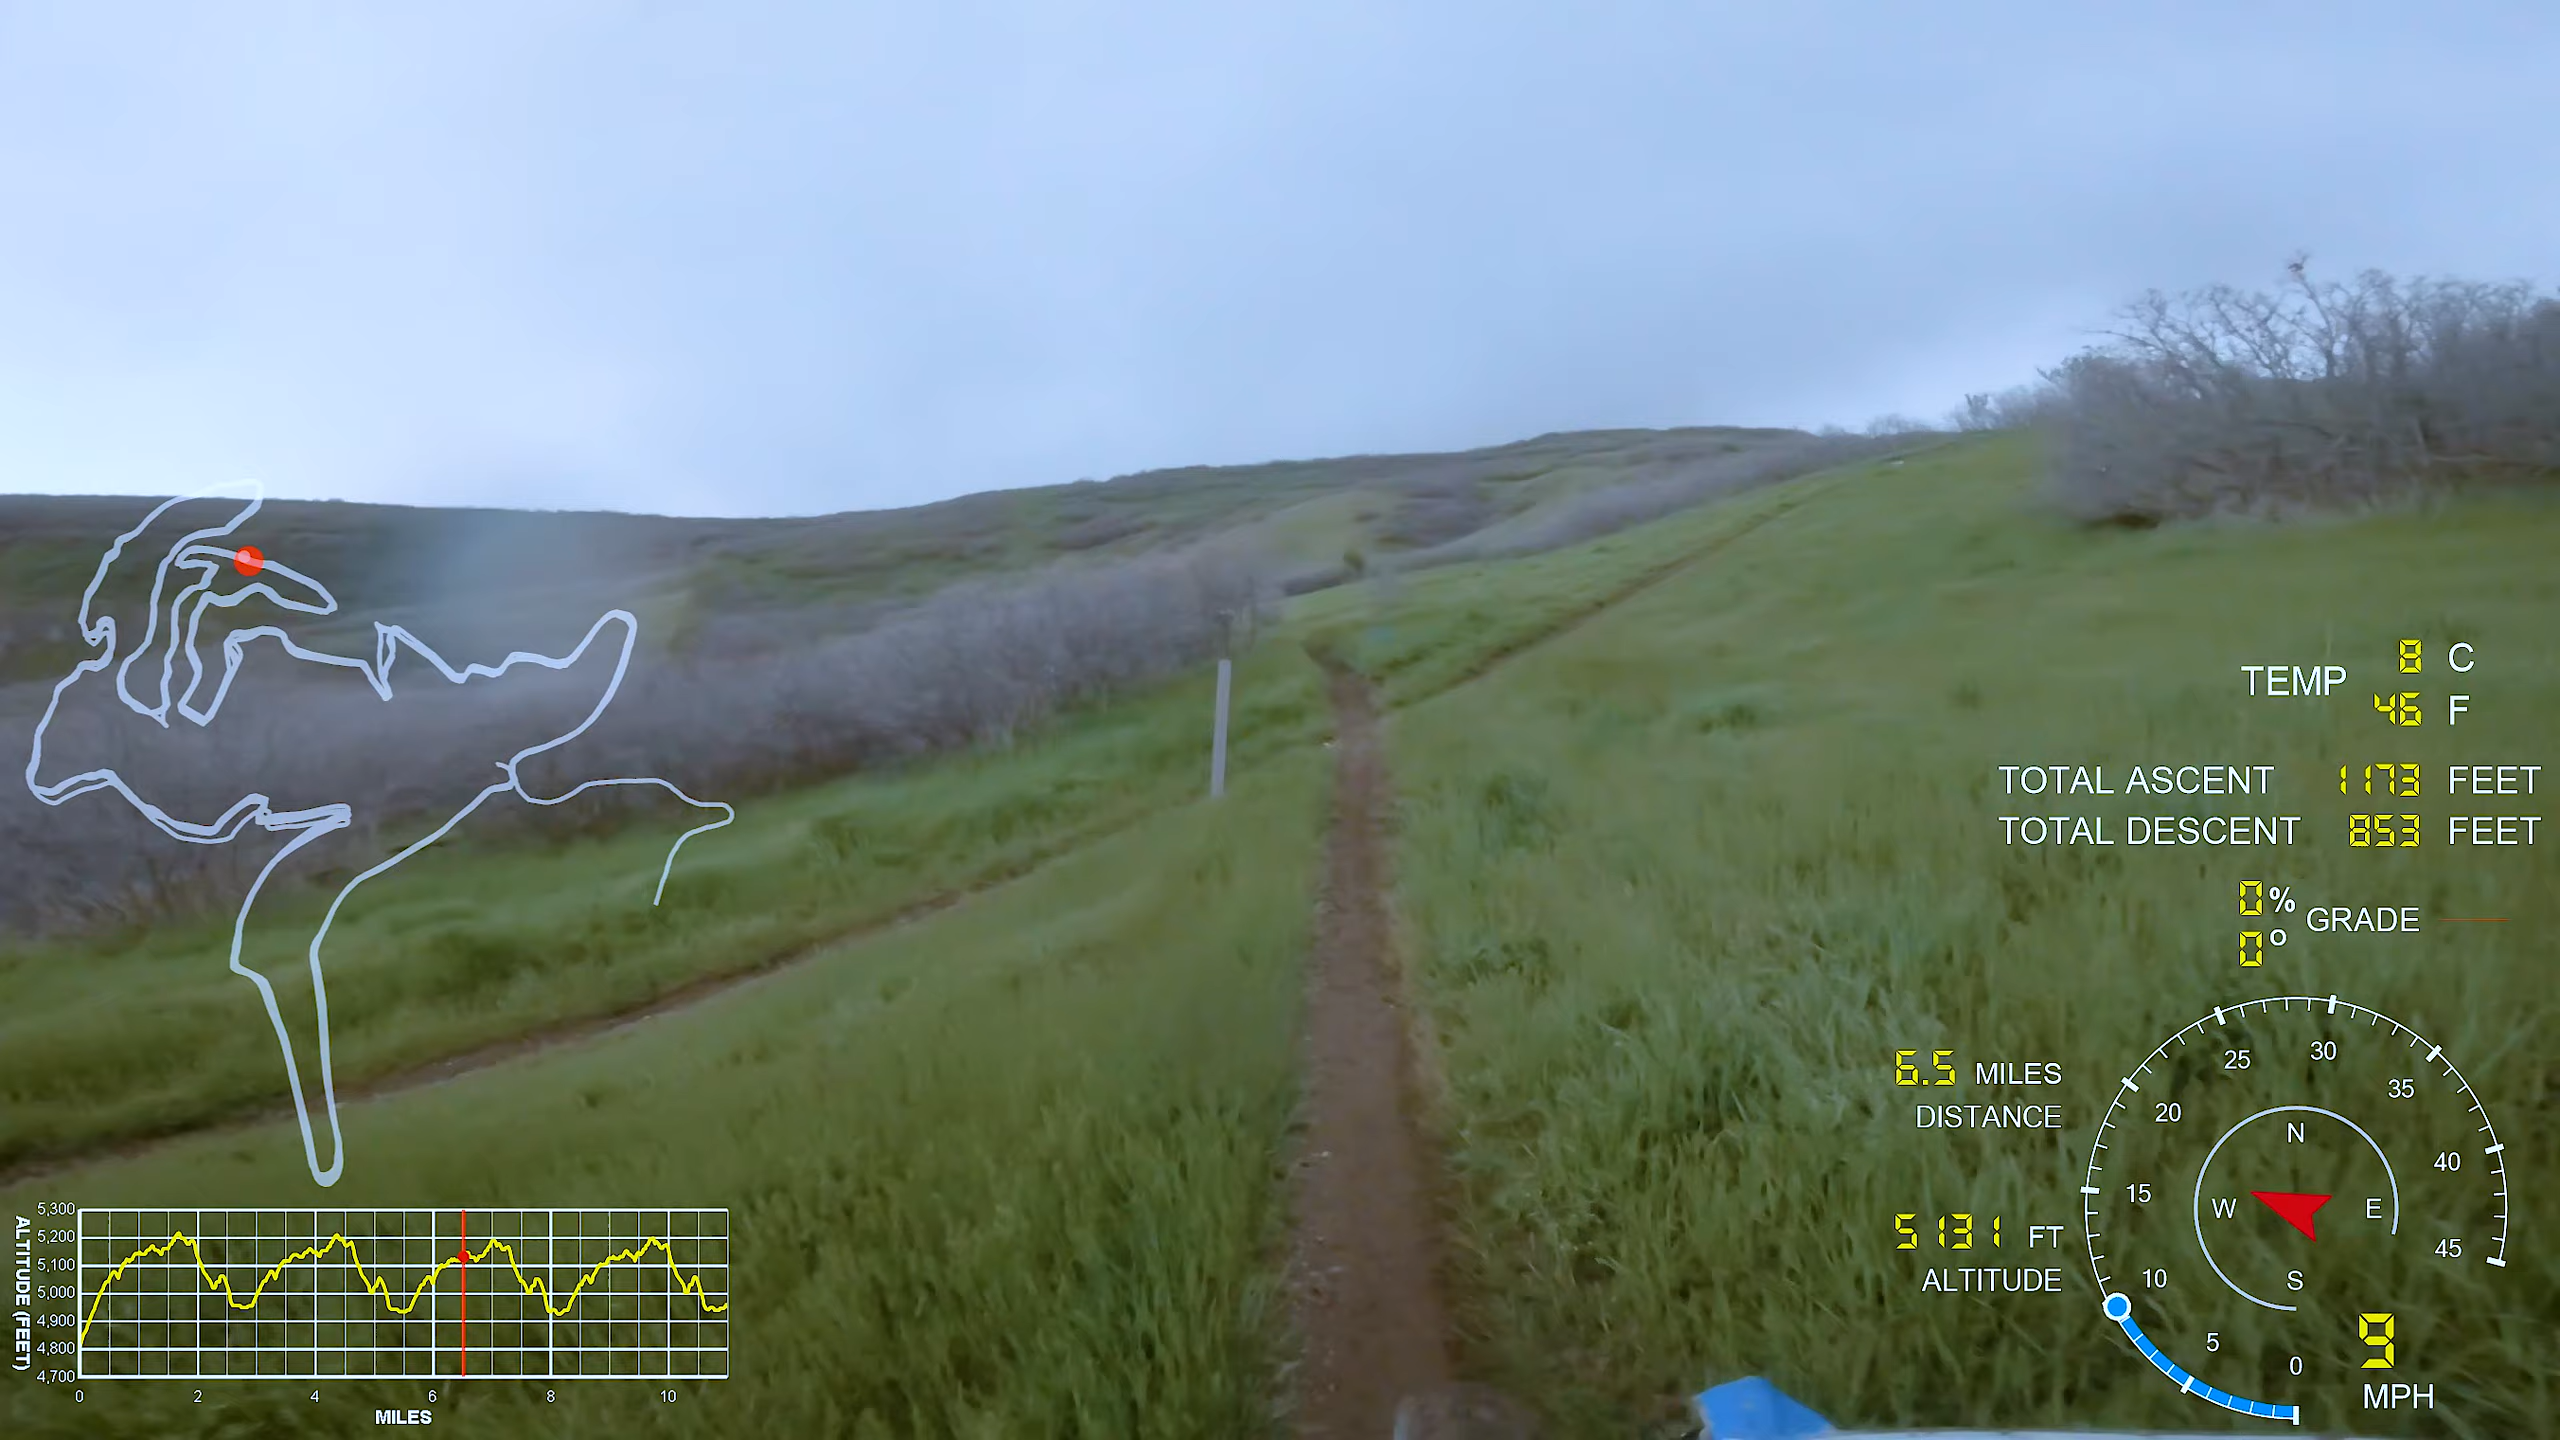 TEMP 8 C
46 F
TOTAL ASCENT 1173 FEET
TOTAL DESCENT 853 FEET
0 %
0 ° GRADE
6.5 MILES
DISTANCE
5131 FT
ALTITUDE
0
5
10
15
20
25
30
35
40
45
N
W
E
S
9
MPH
ALTITUDE (FEET)
5,300
5,200
5,100
5,000
4,900
4,800
4,700
0 2 4 6 8 10
MILES